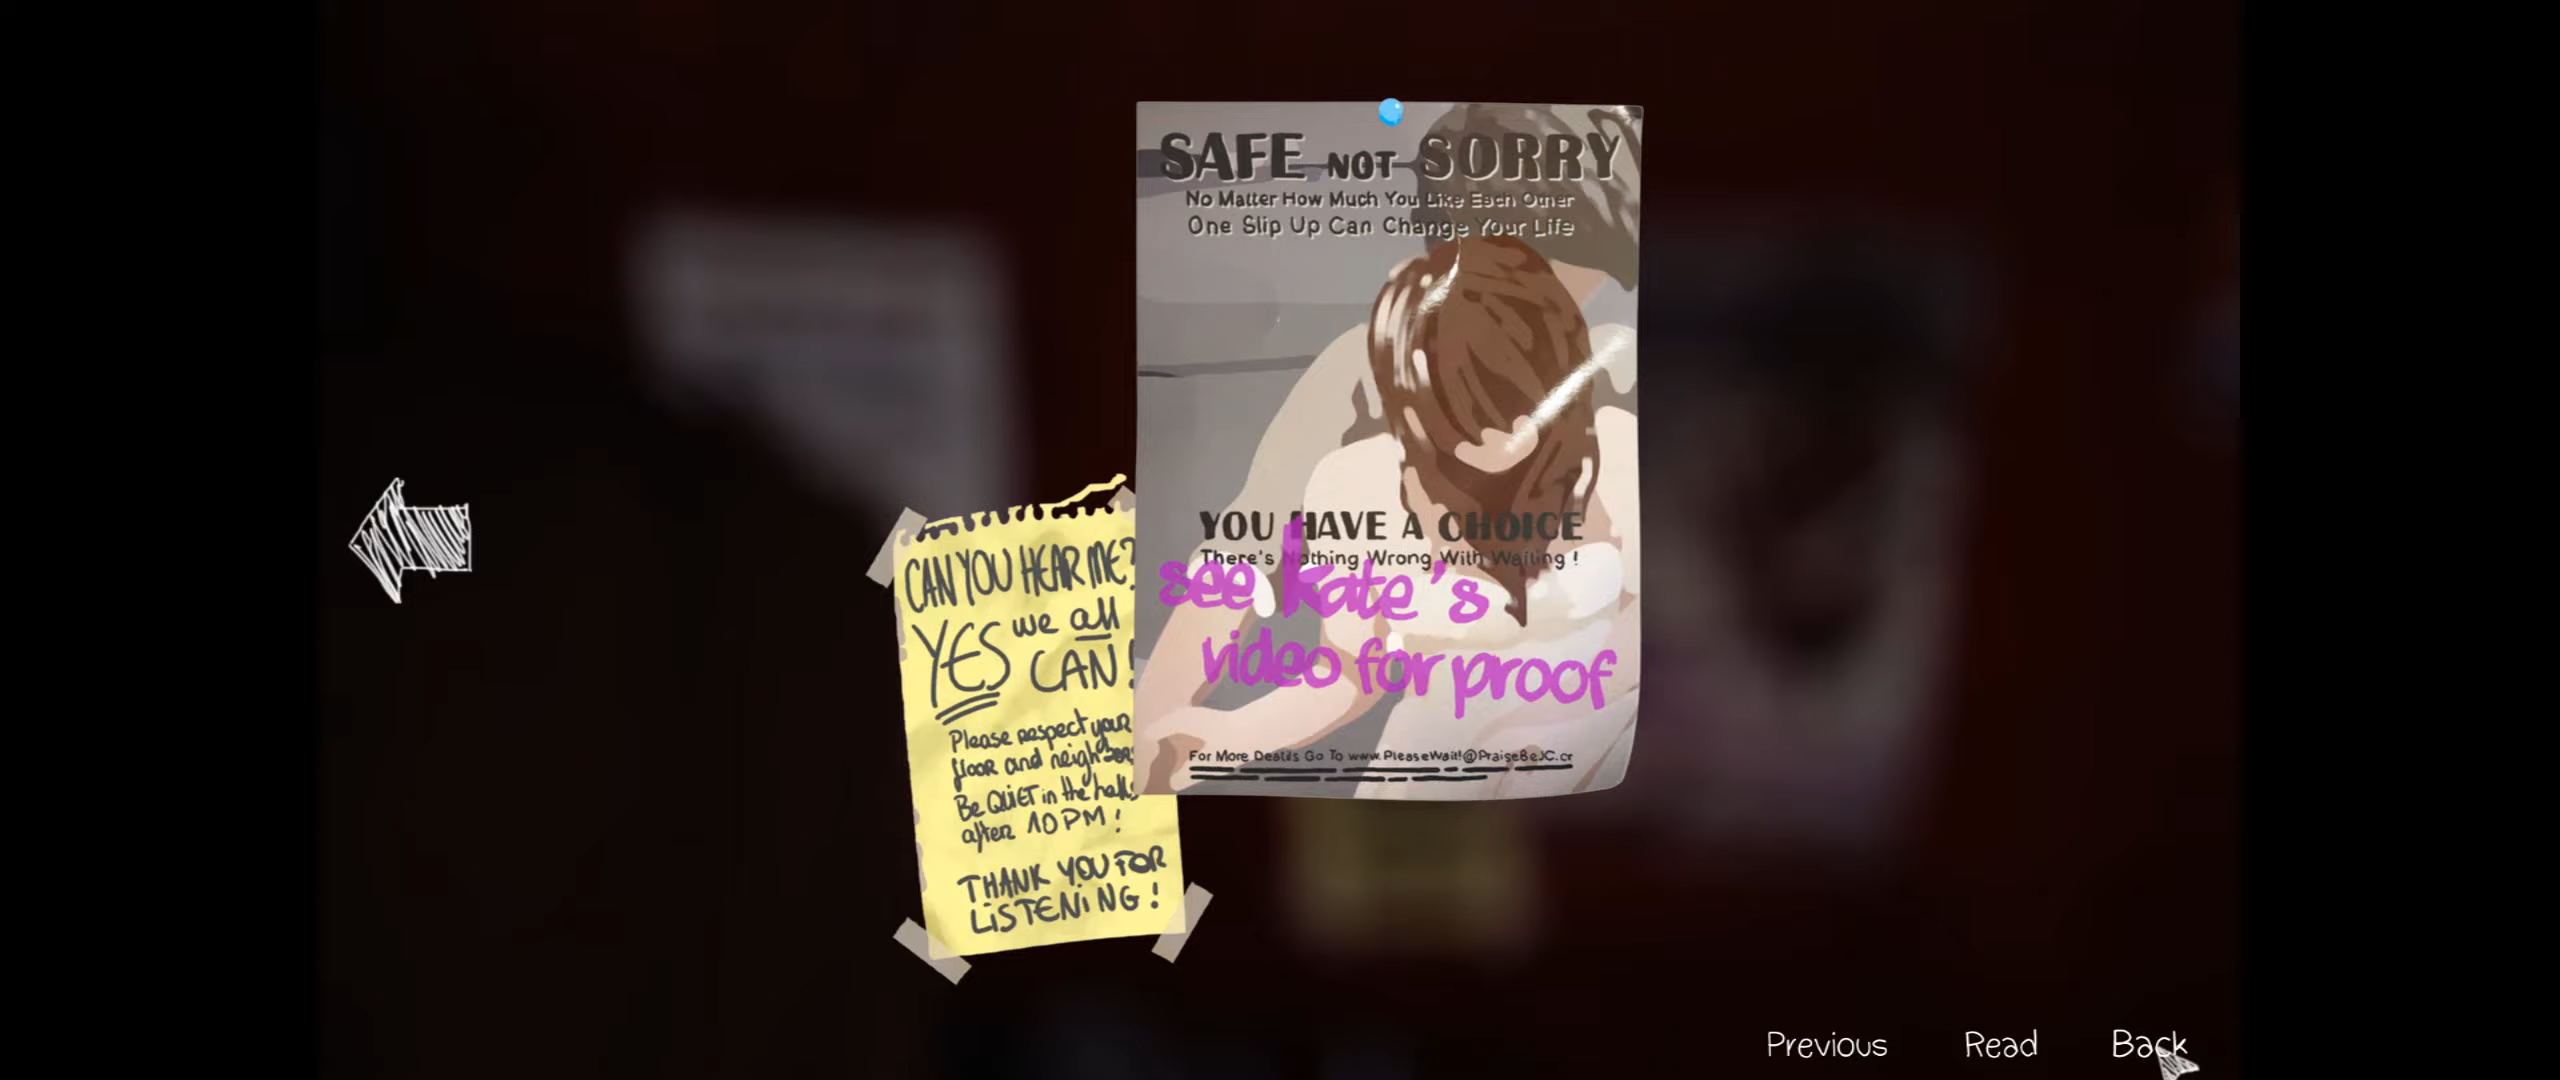 SAFE NOT SORRY
No Matter How Much You Like Each Other
One Slip Up Can Change Your Life
YOU HAVE A CHOICE
There's Nothing Wrong With Waiting !
see kate's
video for proof
For More Deatils Go To www.PleaseWait!@PraiseBeJC.cr
CAN YOU HEAR ME?
YES we all
CAN!
Please respect your
floor and neighbors
Be QUIET in the halls
after 10 PM!
THANK YOU FOR
LiSTENiNG!
Previous
Read
Back